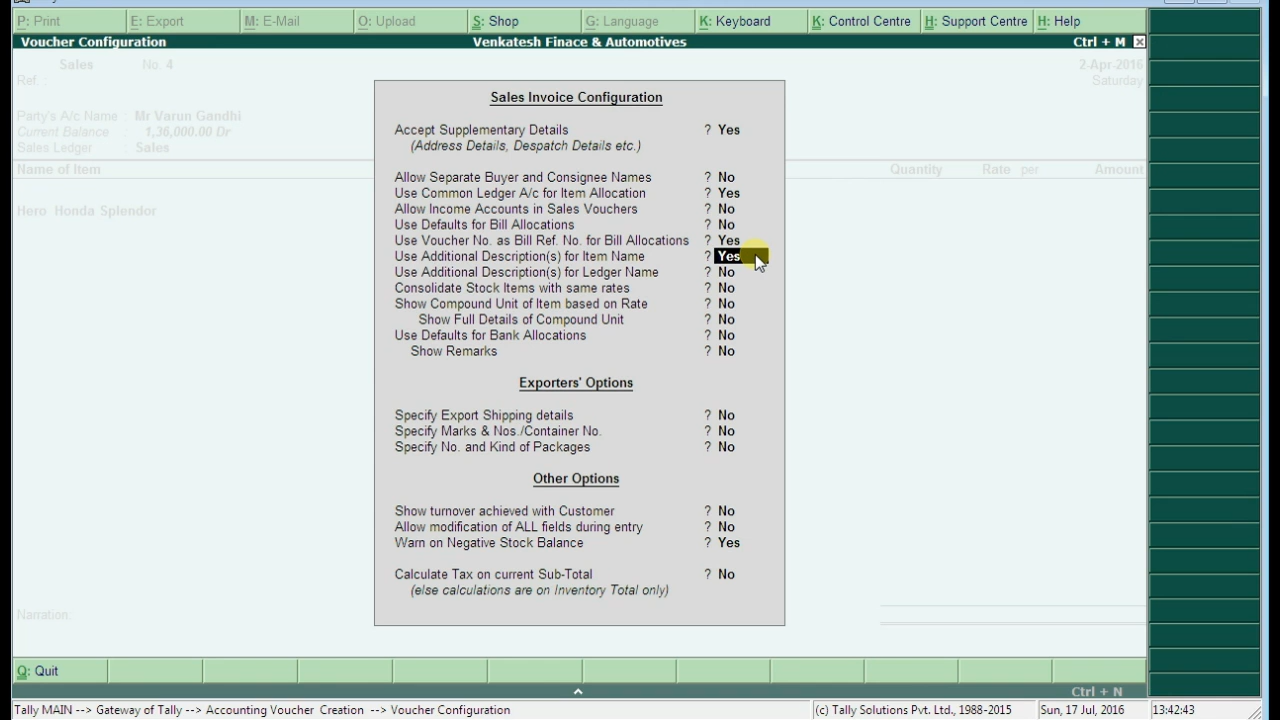 P: Print E: Export M: E-Mail O: Upload S: Shop G: Language K: Keyboard K: Control Centre H: Support Centre H: Help
Voucher Configuration Venkatesh Finace & Automotives Ctrl + M
Sales No. 4 2-Apr-2016
Ref. : Saturday
Party's A/c Name : Mr Varun Gandhi
Current Balance : 1,36,000.00 Dr
Sales Ledger : Sales
Name of Item Quantity Rate per Amount
Hero Honda Splendor
Sales Invoice Configuration
Accept Supplementary Details ? Yes
(Address Details, Despatch Details etc.)
Allow Separate Buyer and Consignee Names ? No
Use Common Ledger A/c for Item Allocation ? Yes
Allow Income Accounts in Sales Vouchers ? No
Use Defaults for Bill Allocations ? No
Use Voucher No. as Bill Ref. No. for Bill Allocations ? Yes
Use Additional Description(s) for Item Name ? Yes
Use Additional Description(s) for Ledger Name ? No
Consolidate Stock Items with same rates ? No
Show Compound Unit of Item based on Rate ? No
Show Full Details of Compound Unit ? No
Use Defaults for Bank Allocations ? No
Show Remarks ? No
Exporters' Options
Specify Export Shipping details ? No
Specify Marks & Nos./Container No. ? No
Specify No. and Kind of Packages ? No
Other Options
Show turnover achieved with Customer ? No
Allow modification of ALL fields during entry ? No
Warn on Negative Stock Balance ? Yes
Calculate Tax on current Sub-Total ? No
(else calculations are on Inventory Total only)
Narration:
Q: Quit
Ctrl + N
Tally MAIN --> Gateway of Tally --> Accounting Voucher Creation --> Voucher Configuration (c) Tally Solutions Pvt. Ltd., 1988-2015 Sun, 17 Jul, 2016 13:42:43